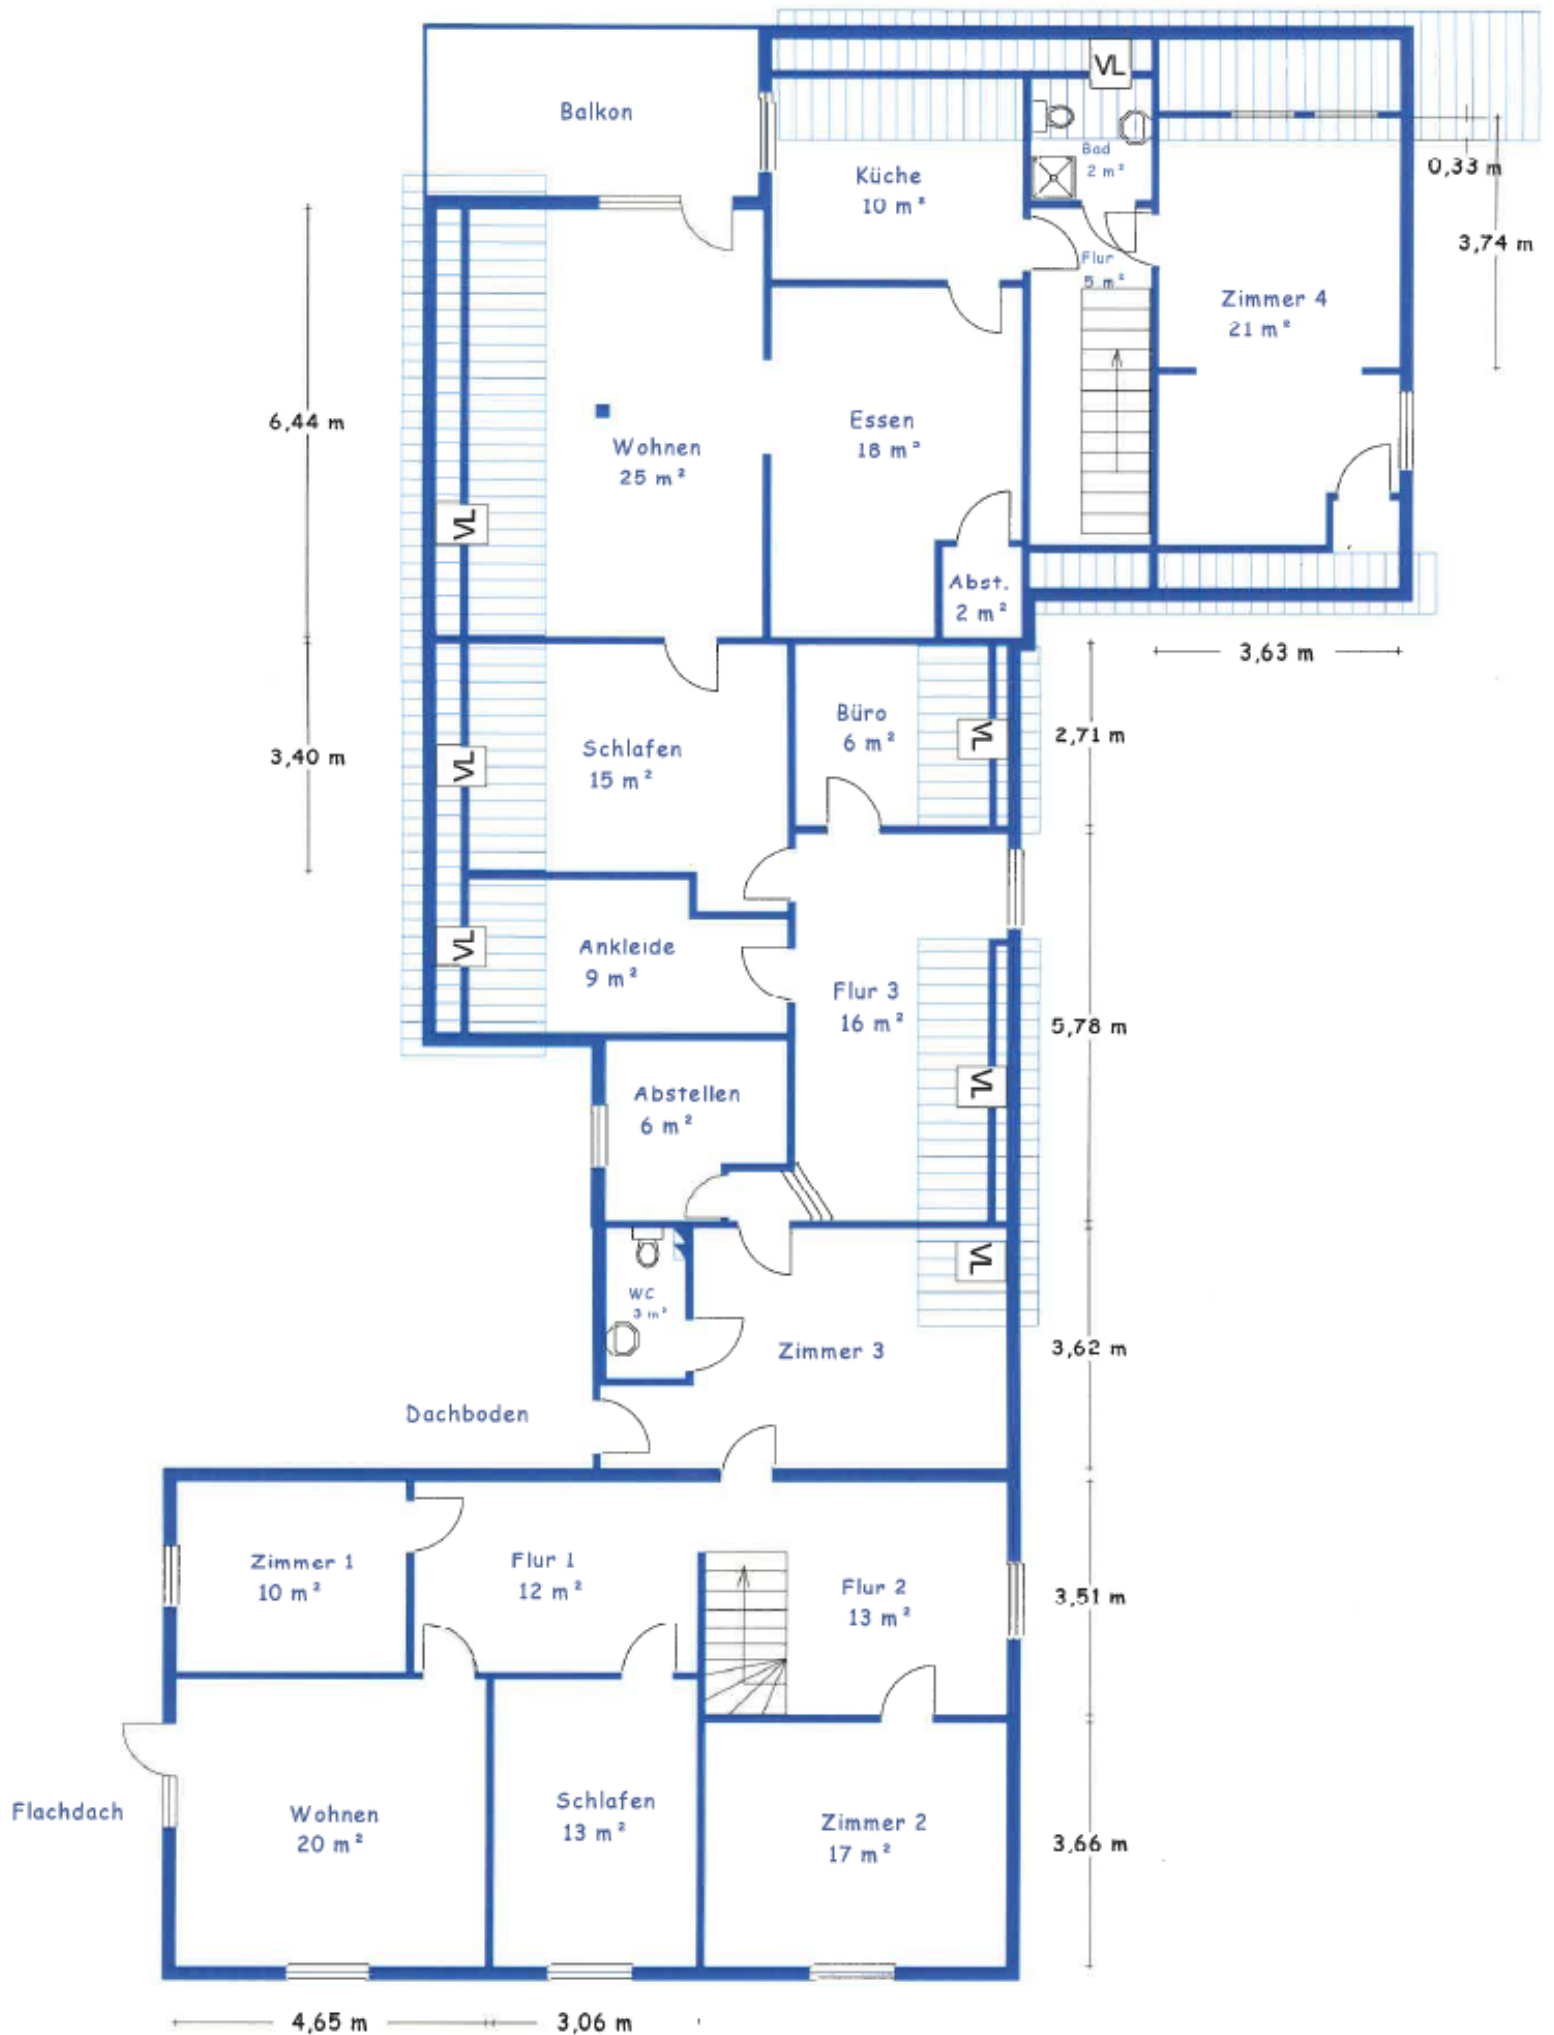 VL
Balkon
Küche
10 m²
Bad
2 m²
0,33 m
3,74 m
Flur
5 m²
Zimmer 4
21 m²
6,44 m
Essen
18 m²
Wohnen
25 m²
VL
Abst.
2 m²
3,63 m
Büro
6 m²
VL
2,71 m
Schlafen
15 m²
3,40 m
VL
Ankleide
9 m²
VL
Flur 3
16 m²
5,78 m
Abstellen
6 m²
VL
VL
WC
3 m²
Zimmer 3
3,62 m
Dachboden
Zimmer 1
10 m²
Flur 1
12 m²
Flur 2
13 m²
3,51 m
Flachdach
Wohnen
20 m²
Schlafen
13 m²
Zimmer 2
17 m²
3,66 m
4,65 m
3,06 m